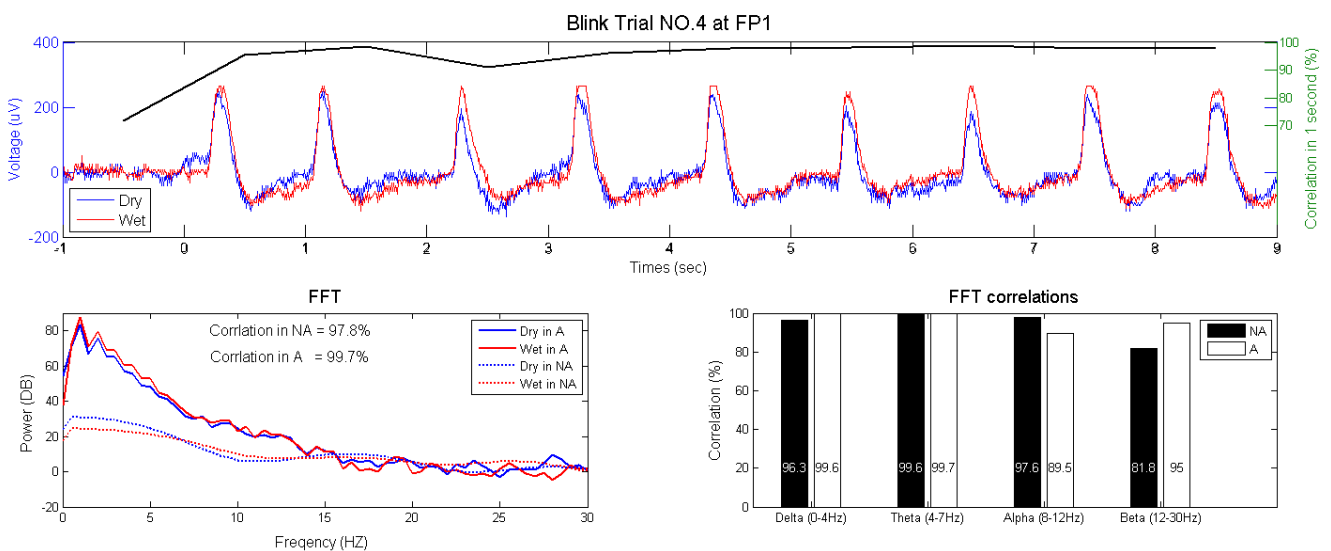 Blink Trial NO.4 at FP1
400
200
0
-200
Voltage (uV)
100
90
80
70
Correlation in 1 second (%)
Dry
Wet
-1 0 1 2 3 4 5 6 7 8 9
Times (sec)
FFT
80
60
40
20
0
-20
Power (DB)
Corrlation in NA = 97.8%
Corrlation in A = 99.7%
Dry in A
Wet in A
Dry in NA
Wet in NA
0 5 10 15 20 25 30
Freqency (HZ)
FFT correlations
100
80
60
40
20
0
Correlation (%)
NA
A
96.3 99.6 99.6 99.7 97.6 89.5 81.8 95
Delta (0-4Hz) Theta (4-7Hz) Alpha (8-12Hz) Beta (12-30Hz)